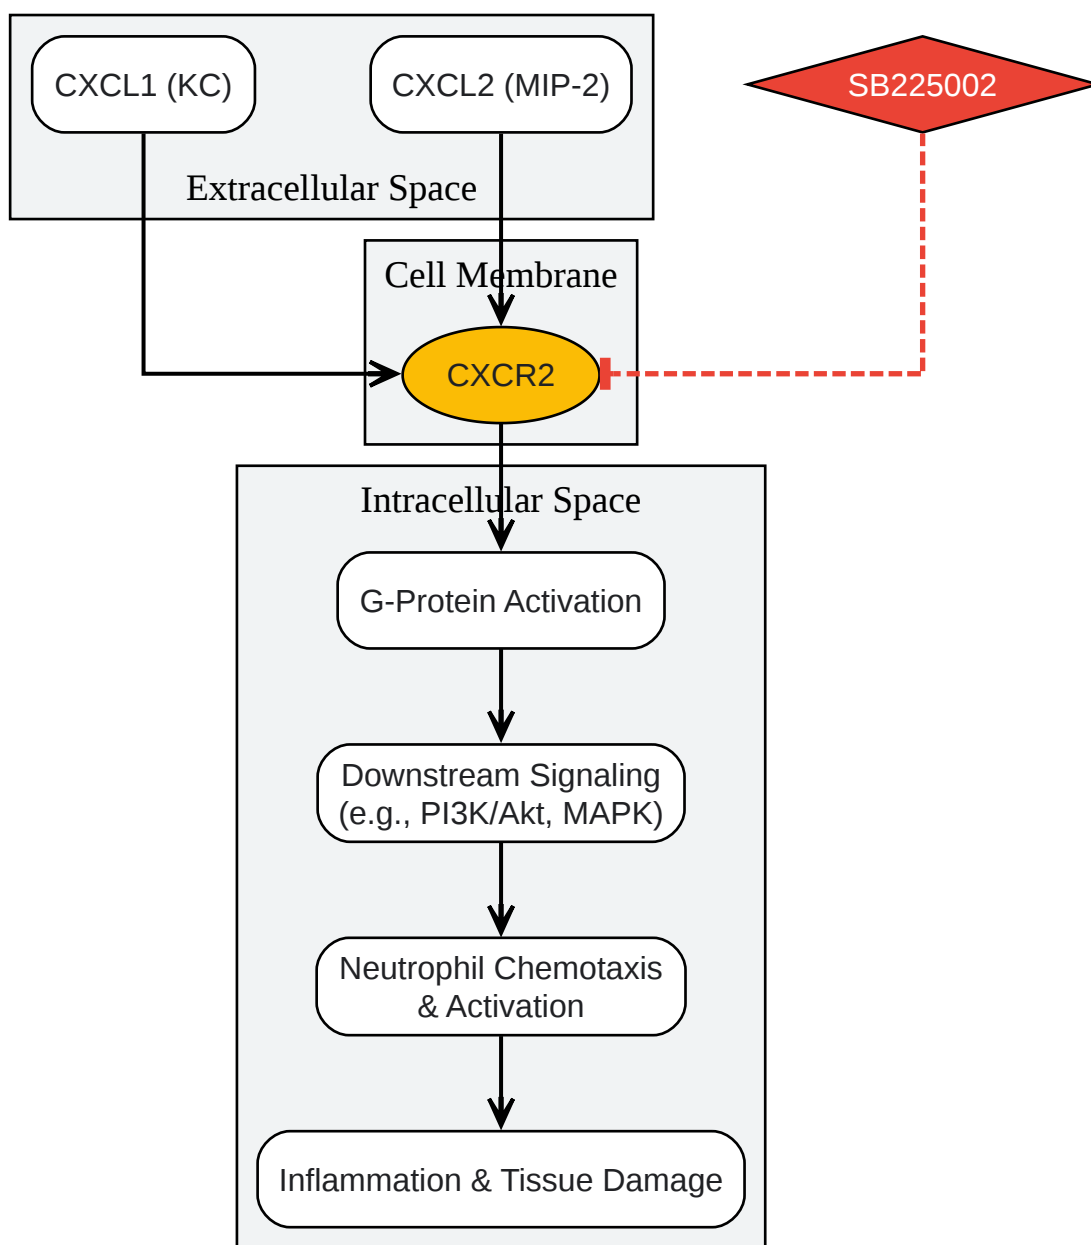 CXCL1 (KC)
CXCL2 (MIP-2)
SB225002
Extracellular Space
Cell Membrane
CXCR2
Intracellular Space
G-Protein Activation
Downstream Signaling
(e.g., PI3K/Akt, MAPK)
Neutrophil Chemotaxis
& Activation
Inflammation & Tissue Damage